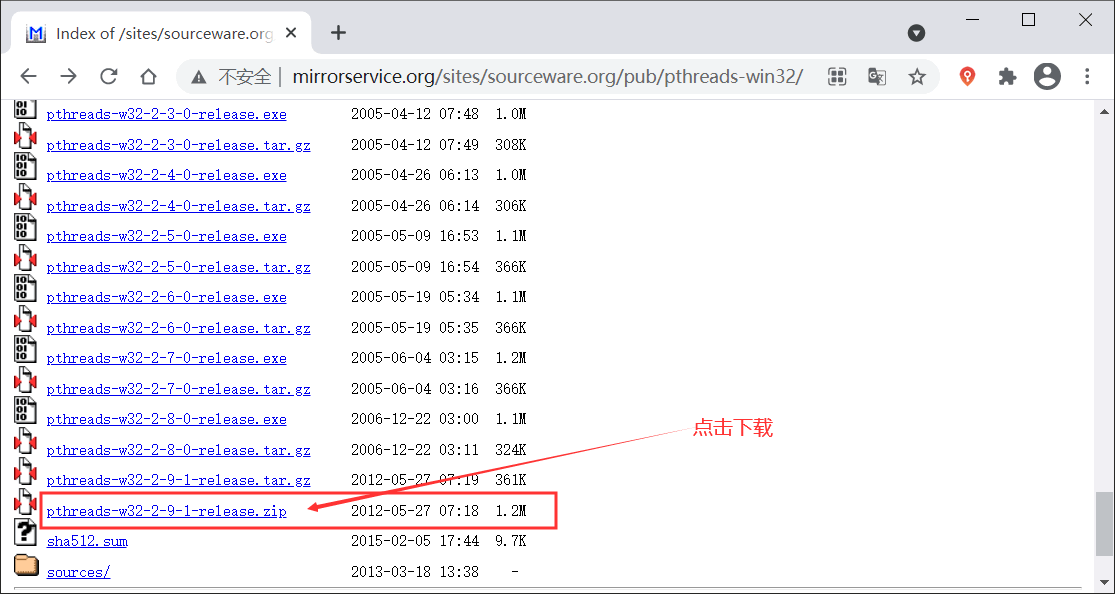 Index of /sites/sourceware.org
不安全 | mirrorservice.org/sites/sourceware.org/pub/pthreads-win32/
pthreads-w32-2-3-0-release.exe 2005-04-12 07:48 1.0M
pthreads-w32-2-3-0-release.tar.gz 2005-04-12 07:49 308K
pthreads-w32-2-4-0-release.exe 2005-04-26 06:13 1.0M
pthreads-w32-2-4-0-release.tar.gz 2005-04-26 06:14 306K
pthreads-w32-2-5-0-release.exe 2005-05-09 16:53 1.1M
pthreads-w32-2-5-0-release.tar.gz 2005-05-09 16:54 366K
pthreads-w32-2-6-0-release.exe 2005-05-19 05:34 1.1M
pthreads-w32-2-6-0-release.tar.gz 2005-05-19 05:35 366K
pthreads-w32-2-7-0-release.exe 2005-06-04 03:15 1.2M
pthreads-w32-2-7-0-release.tar.gz 2005-06-04 03:16 366K
pthreads-w32-2-8-0-release.exe 2006-12-22 03:00 1.1M
点击下载
pthreads-w32-2-8-0-release.tar.gz 2006-12-22 03:11 324K
pthreads-w32-2-9-1-release.tar.gz 2012-05-27 07:19 361K
pthreads-w32-2-9-1-release.zip 2012-05-27 07:18 1.2M
sha512.sum 2015-02-05 17:44 9.7K
sources/ 2013-03-18 13:38 -